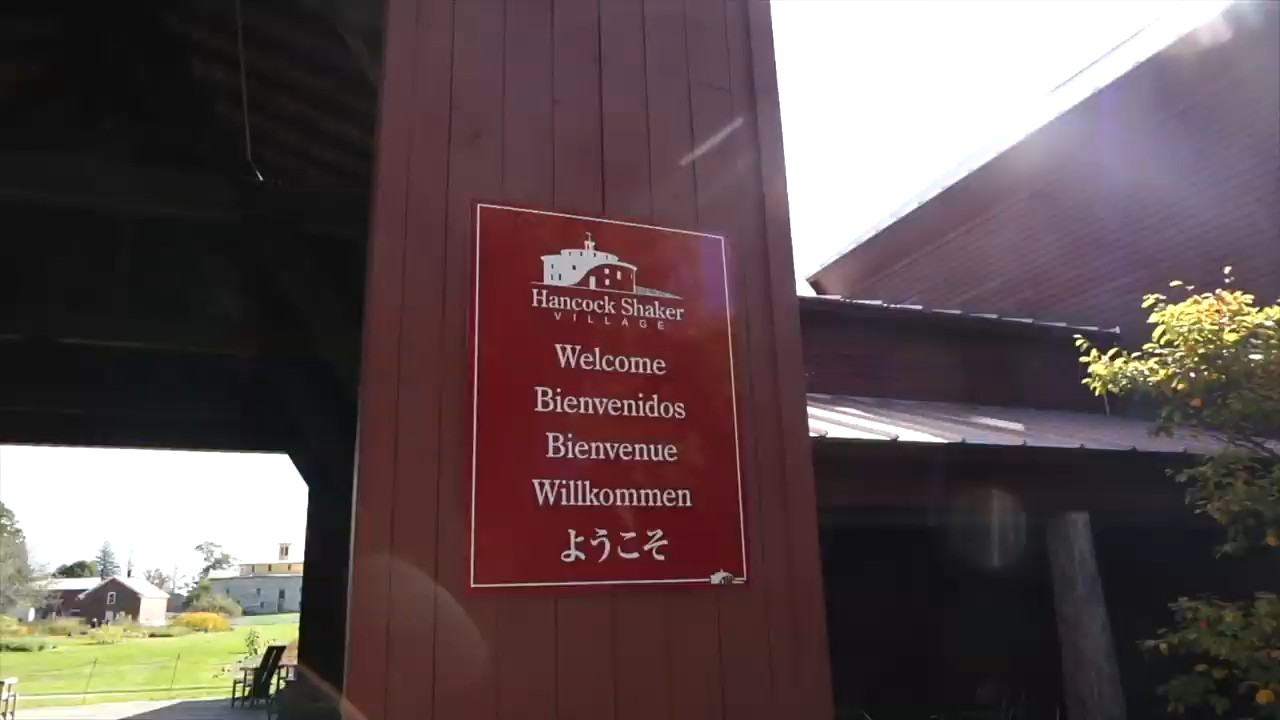 Hancock Shaker
VILLAGE
Welcome
Bienvenidos
Bienvenue
Willkommen
ようこそ